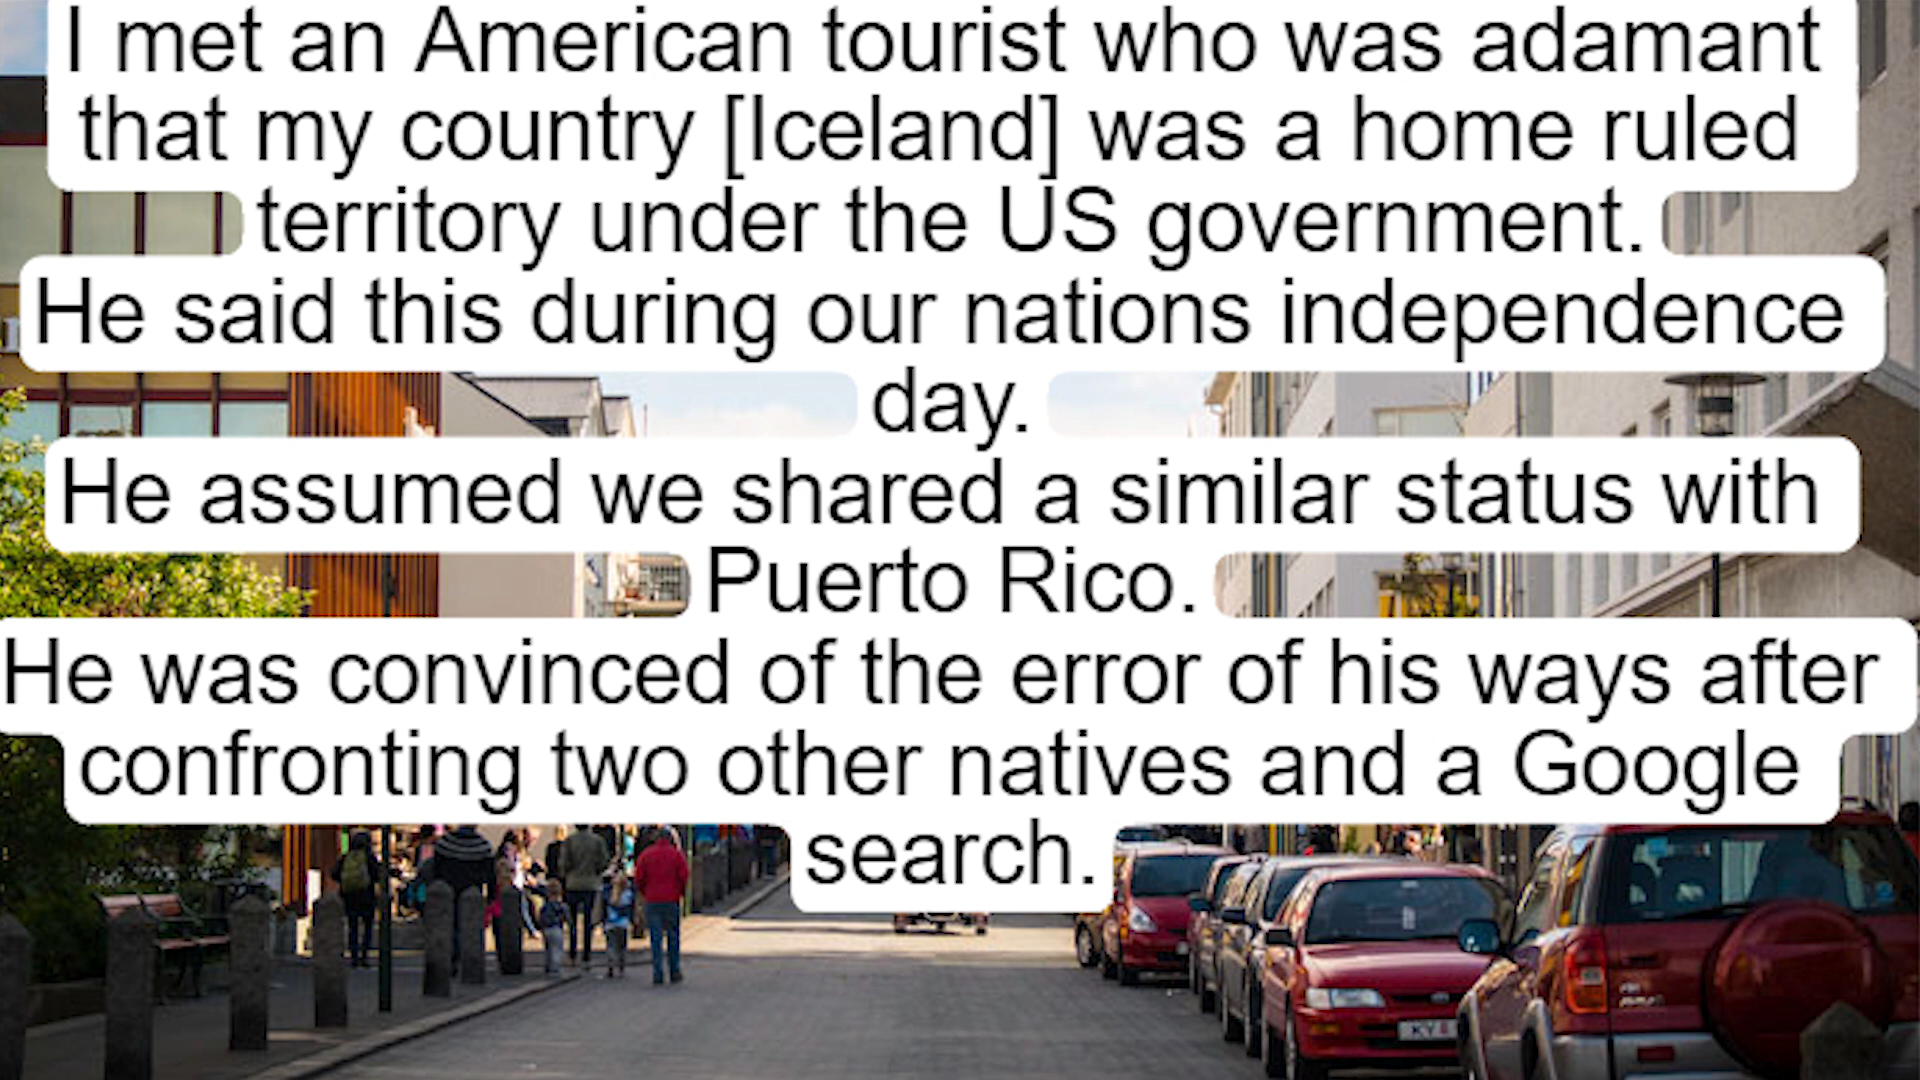 I met an American tourist who was adamant
that my country [Iceland] was a home ruled
territory under the US government.
He said this during our nations independence
day.
He assumed we shared a similar status with
Puerto Rico.
He was convinced of the error of his ways after
confronting two other natives and a Google
search.